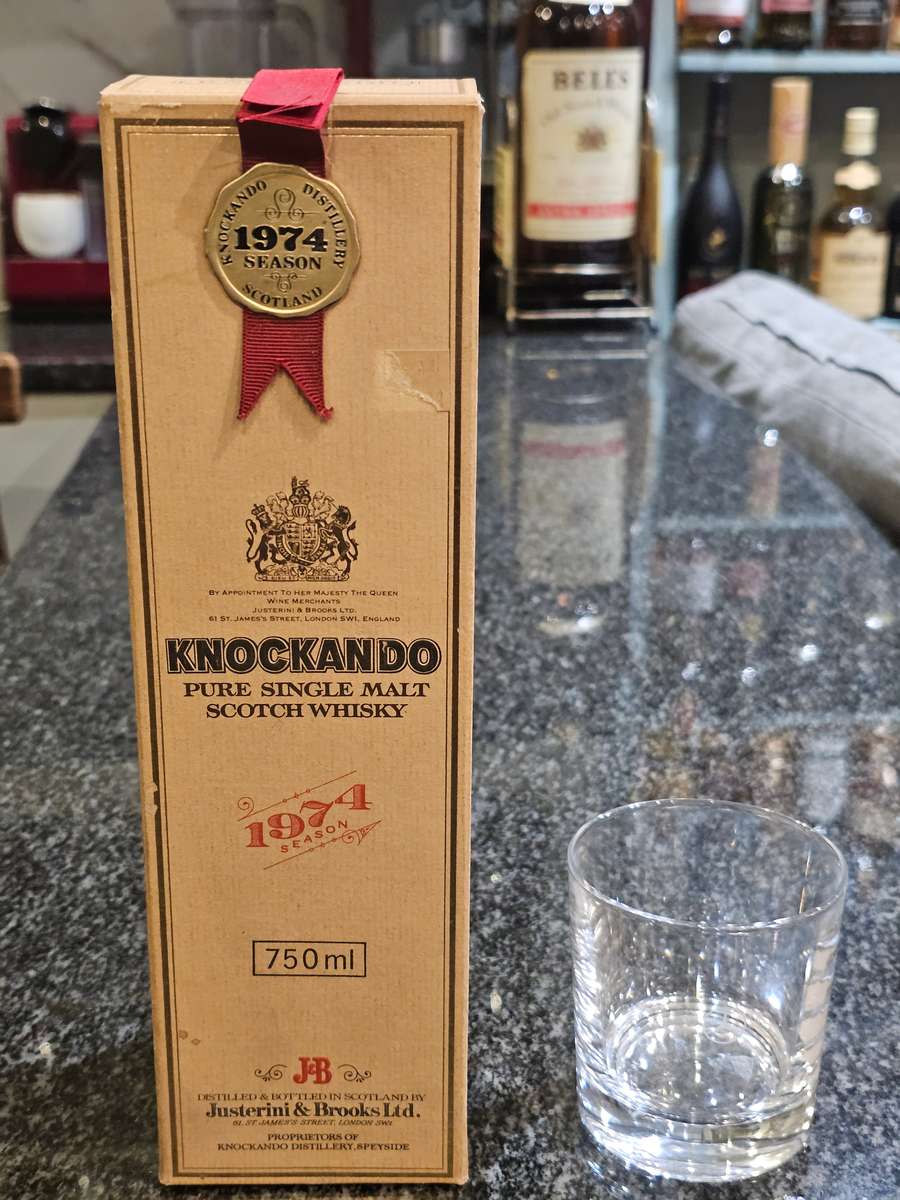 KNOCKANDO DISTILLERY
1974
SEASON
SCOTLAND
BY APPOINTMENT TO HER MAJESTY THE QUEEN
WINE MERCHANTS
JUSTERINI & BROOKS LTD.
61 ST. JAMES'S STREET, LONDON SW1, ENGLAND
KNOCKANDO
PURE SINGLE MALT
SCOTCH WHISKY
1974
SEASON
750 ml
J&B
DISTILLED & BOTTLED IN SCOTLAND BY
Justerini & Brooks Ltd.
61, ST. JAMES'S STREET, LONDON SW1
PROPRIETORS OF
KNOCKANDO DISTILLERY, SPEYSIDE
BELL'S